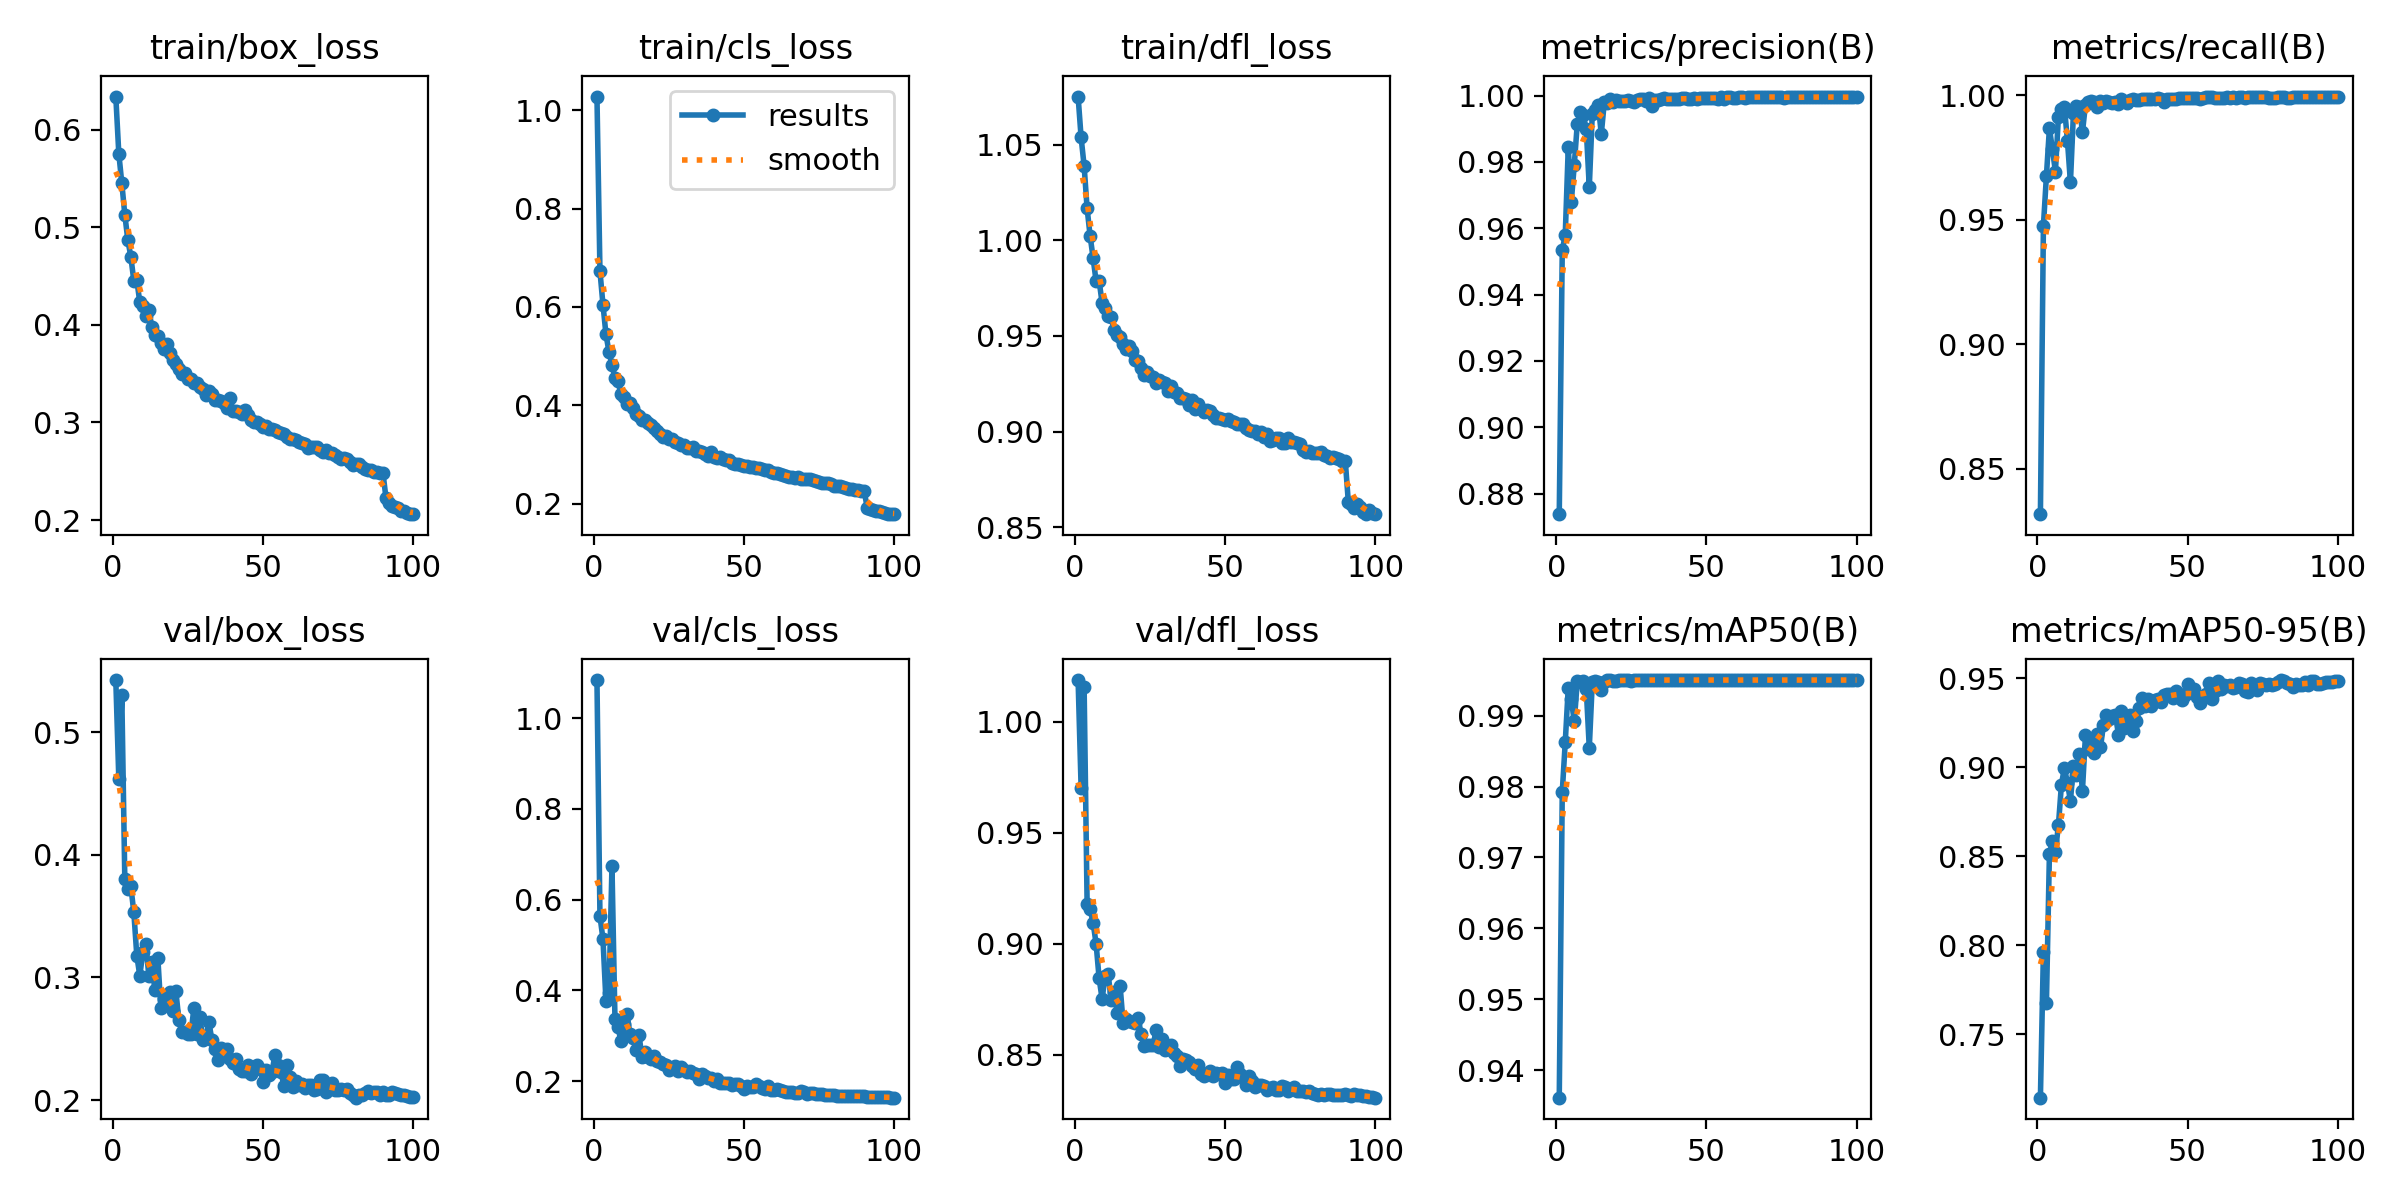 train/box_loss
0.6
0.5
0.4
0.3
0.2
0 50 100
train/cls_loss
results
smooth
1.0
0.8
0.6
0.4
0.2
0 50 100
train/dfl_loss
1.05
1.00
0.95
0.90
0.85
0 50 100
metrics/precision(B)
1.00
0.98
0.96
0.94
0.92
0.90
0.88
0 50 100
metrics/recall(B)
1.00
0.95
0.90
0.85
0 50 100
val/box_loss
0.5
0.4
0.3
0.2
0 50 100
val/cls_loss
1.0
0.8
0.6
0.4
0.2
0 50 100
val/dfl_loss
1.00
0.95
0.90
0.85
0 50 100
metrics/mAP50(B)
0.99
0.98
0.97
0.96
0.95
0.94
0 50 100
metrics/mAP50-95(B)
0.95
0.90
0.85
0.80
0.75
0 50 100